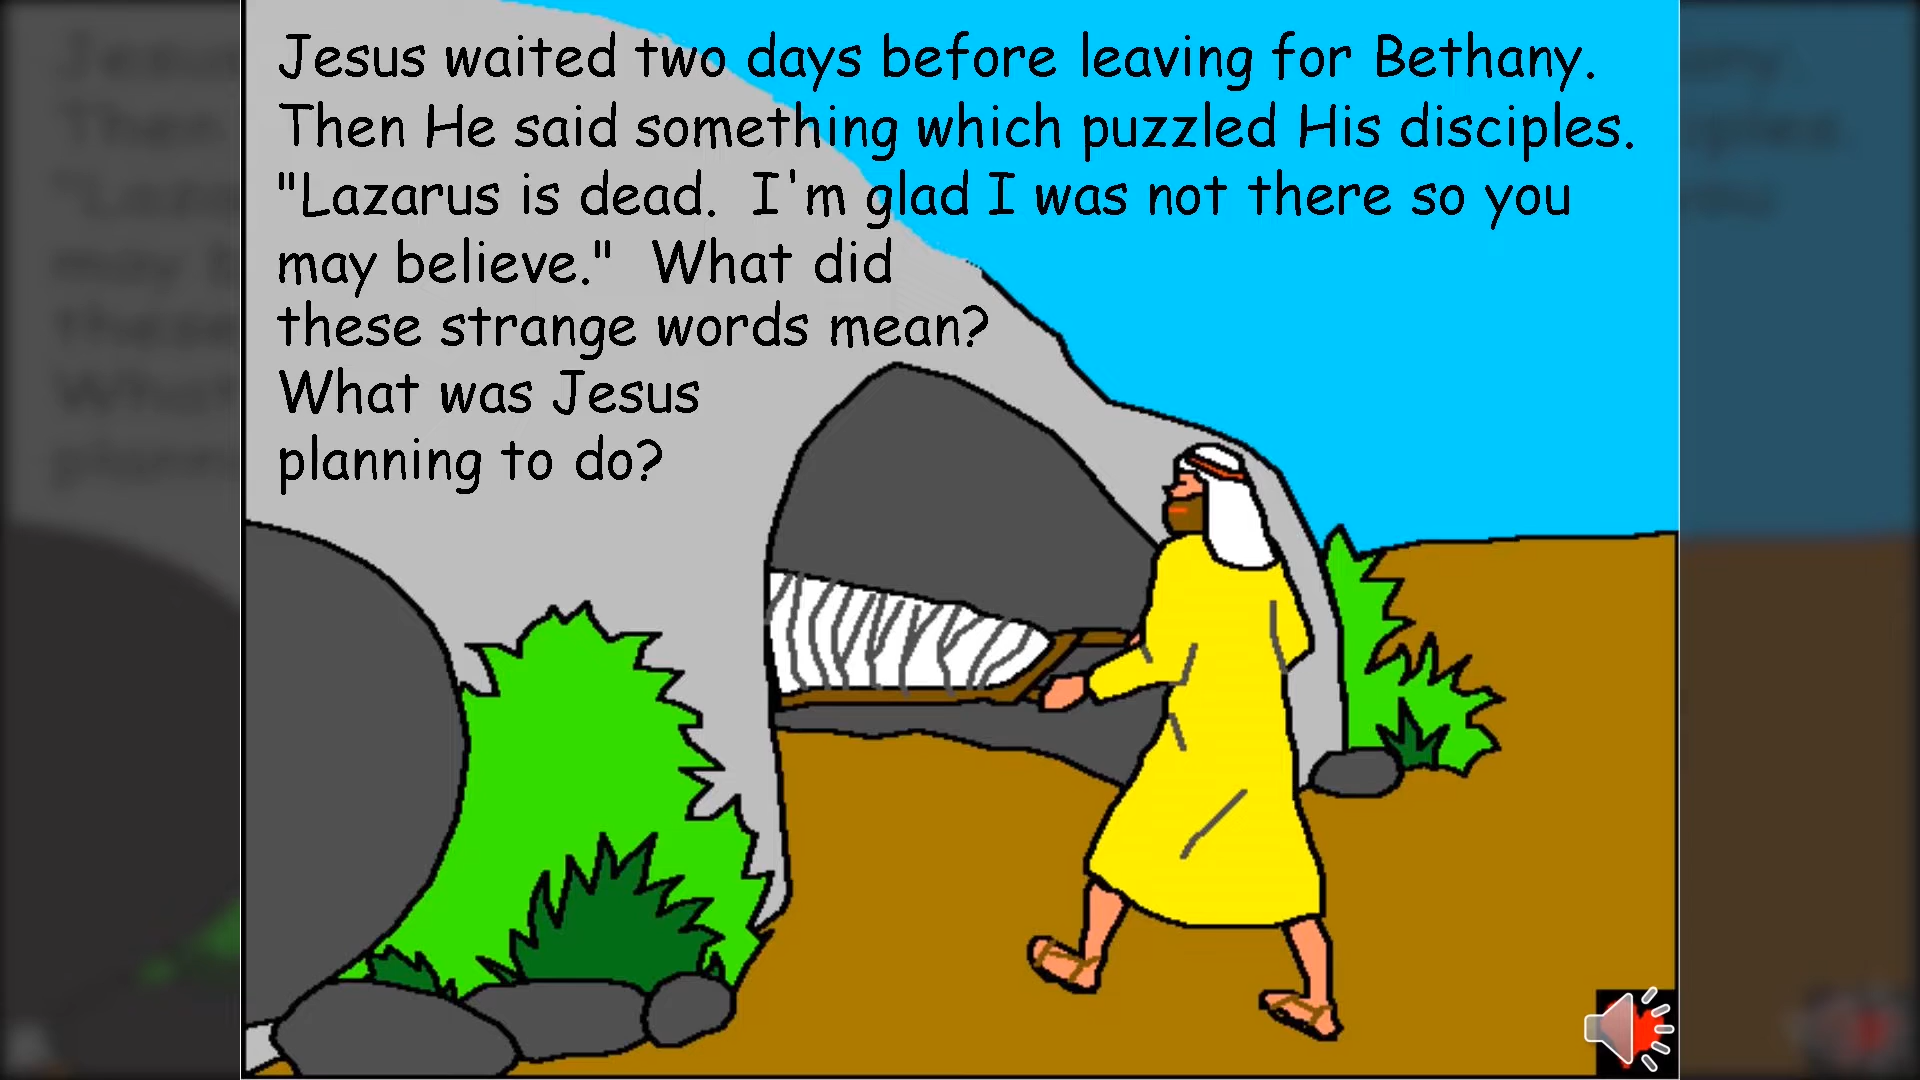 Jesus waited two days before leaving for Bethany.
Then He said something which puzzled His disciples.
"Lazarus is dead.  I'm glad I was not there so you
may believe."  What did
these strange words mean?
What was Jesus
planning to do?